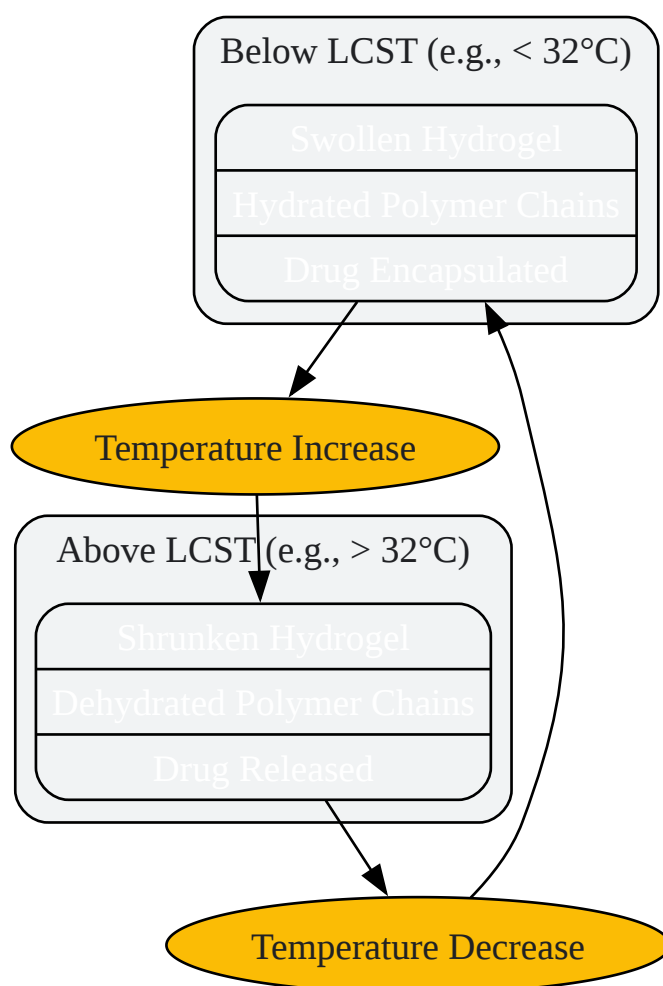 Below LCST (e.g., < 32°C)
Swollen Hydrogel
Hydrated Polymer Chains
Drug Encapsulated
Temperature Increase
Above LCST (e.g., > 32°C)
Shrunken Hydrogel
Dehydrated Polymer Chains
Drug Released
Temperature Decrease